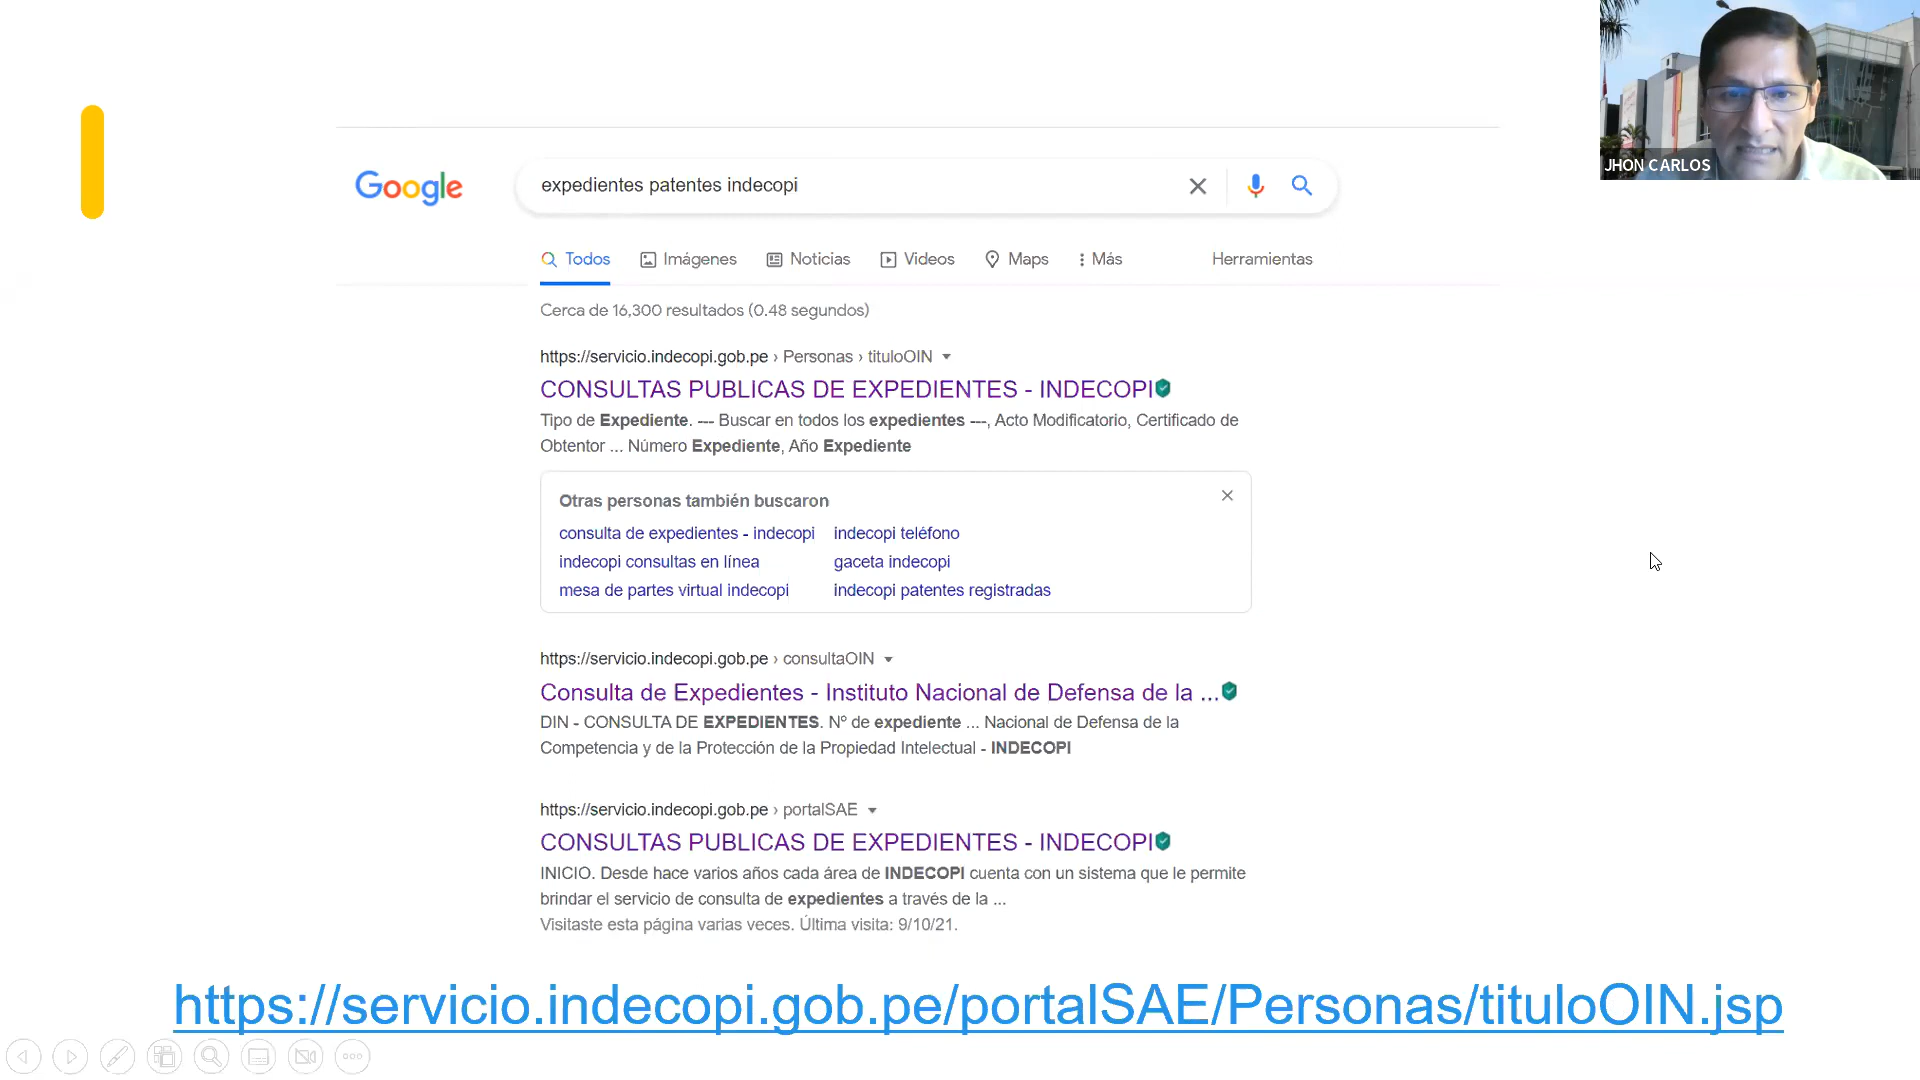 JHON CARLOS
Google
expedientes patentes indecopi
Todos
Imágenes
Noticias
Videos
Maps
Más
Herramientas
Cerca de 16,300 resultados (0.48 segundos)
https://servicio.indecopi.gob.pe › Personas › tituloOIN
CONSULTAS PUBLICAS DE EXPEDIENTES - INDECOPI
Tipo de Expediente. --- Buscar en todos los expedientes ---, Acto Modificatorio, Certificado de
Obtentor ... Número Expediente, Año Expediente
Otras personas también buscaron
consulta de expedientes - indecopi
indecopi teléfono
indecopi consultas en línea
gaceta indecopi
mesa de partes virtual indecopi
indecopi patentes registradas
https://servicio.indecopi.gob.pe › consultaOIN
Consulta de Expedientes - Instituto Nacional de Defensa de la ...
DIN - CONSULTA DE EXPEDIENTES. Nº de expediente ... Nacional de Defensa de la
Competencia y de la Protección de la Propiedad Intelectual - INDECOPI
https://servicio.indecopi.gob.pe › portalSAE
CONSULTAS PUBLICAS DE EXPEDIENTES - INDECOPI
INICIO. Desde hace varios años cada área de INDECOPI cuenta con un sistema que le permite
brindar el servicio de consulta de expedientes a través de la ...
Visitaste esta página varias veces. Última visita: 9/10/21.
https://servicio.indecopi.gob.pe/portalSAE/Personas/tituloOIN.jsp